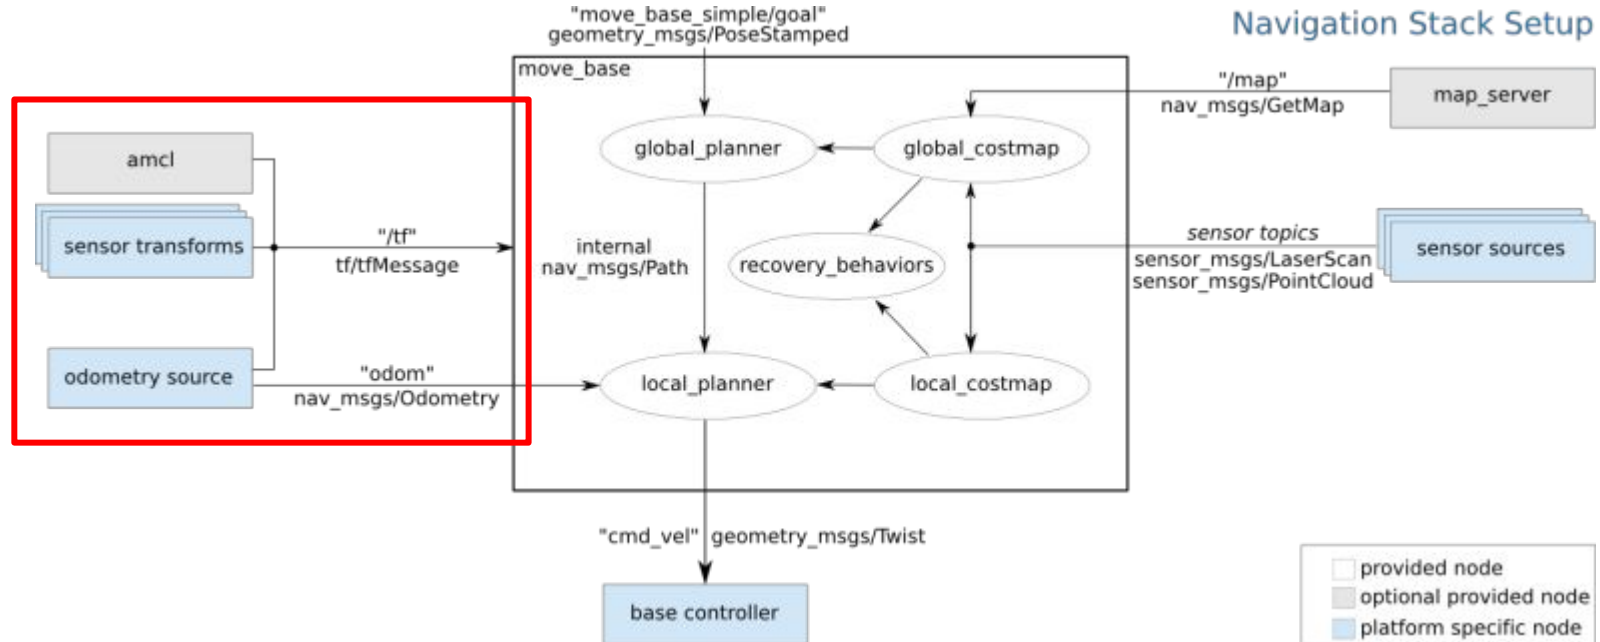 "move_base_simple/goal"
geometry_msgs/PoseStamped
Navigation Stack Setup
move_base
"/map"
nav_msgs/GetMap
map_server
amcl
global_planner
global_costmap
sensor transforms
"/tf"
tf/tfMessage
internal
nav_msgs/Path
recovery_behaviors
sensor topics
sensor_msgs/LaserScan
sensor_msgs/PointCloud
sensor sources
odometry source
"odom"
nav_msgs/Odometry
local_planner
local_costmap
"cmd_vel" geometry_msgs/Twist
base controller
provided node
optional provided node
platform specific node